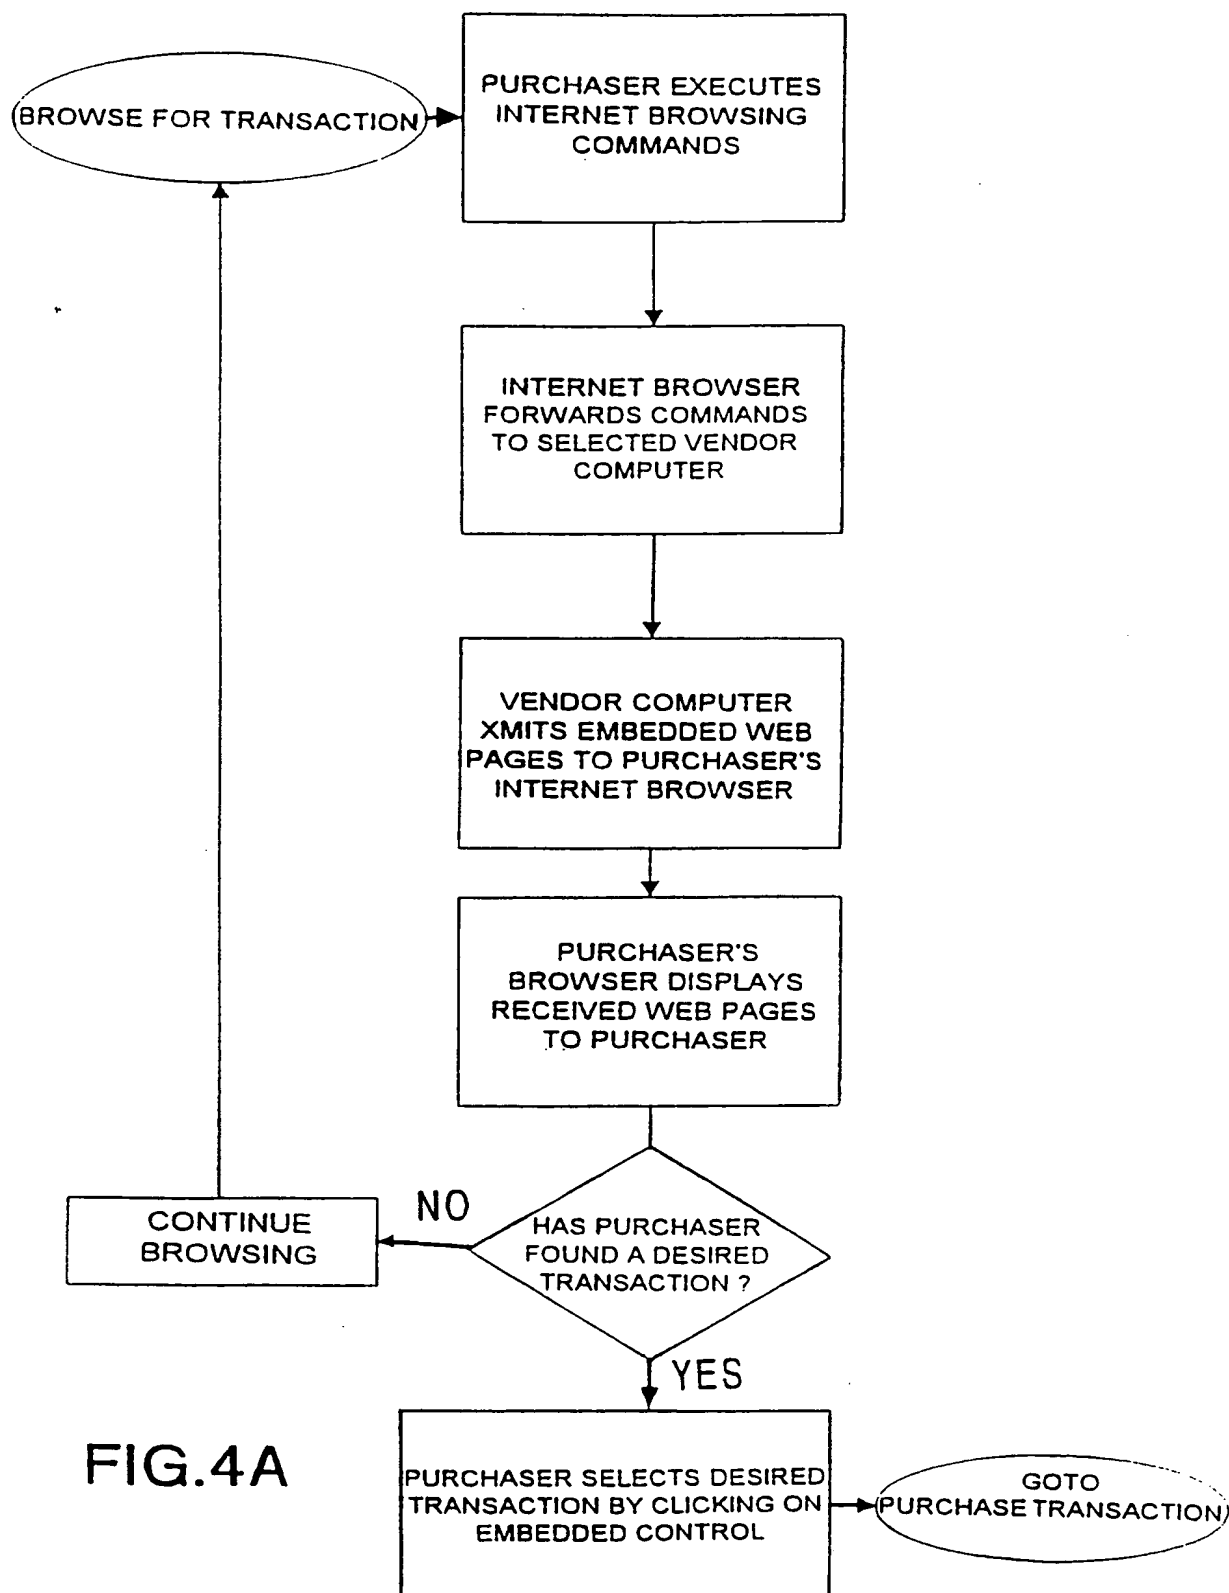 BROWSE FOR TRANSACTION
PURCHASER EXECUTES
INTERNET BROWSING
COMMANDS
INTERNET BROWSER
FORWARDS COMMANDS
TO SELECTED VENDOR
COMPUTER
VENDOR COMPUTER
XMITS EMBEDDED WEB
PAGES TO PURCHASER'S
INTERNET BROWSER
PURCHASER'S
BROWSER DISPLAYS
RECEIVED WEB PAGES
TO PURCHASER
HAS PURCHASER
FOUND A DESIRED
TRANSACTION ?
NO
CONTINUE
BROWSING
YES
PURCHASER SELECTS DESIRED
TRANSACTION BY CLICKING ON
EMBEDDED CONTROL
GOTO
PURCHASE TRANSACTION
FIG.4A